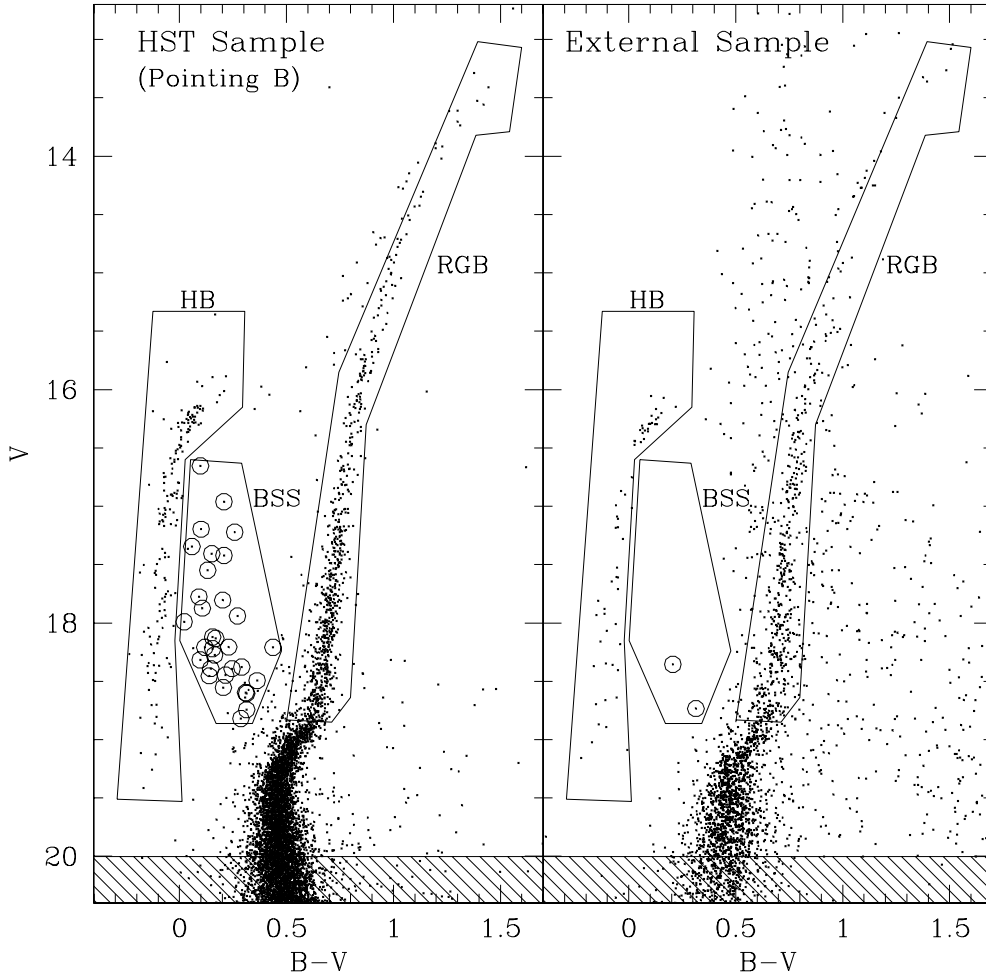 HST Sample
(Pointing B)
External Sample
14
16
18
20
V
HB
BSS
RGB
HB
BSS
RGB
0 0.5 1 1.5
0 0.5 1 1.5
B-V
B-V